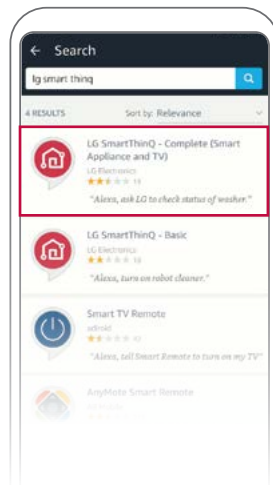 ← Search
lg smart thinq
4 RESULTS Sort by: Relevance
LG SmartThinQ - Complete (Smart
Appliance and TV)
LG Electronics
"Alexa, ask LG to check status of washer."
LG SmartThinQ - Basic
LG Electronics
"Alexa, turn on robot cleaner."
Smart TV Remote
"Alexa, tell Smart Remote to turn on my TV"
AnyMote Smart Remote